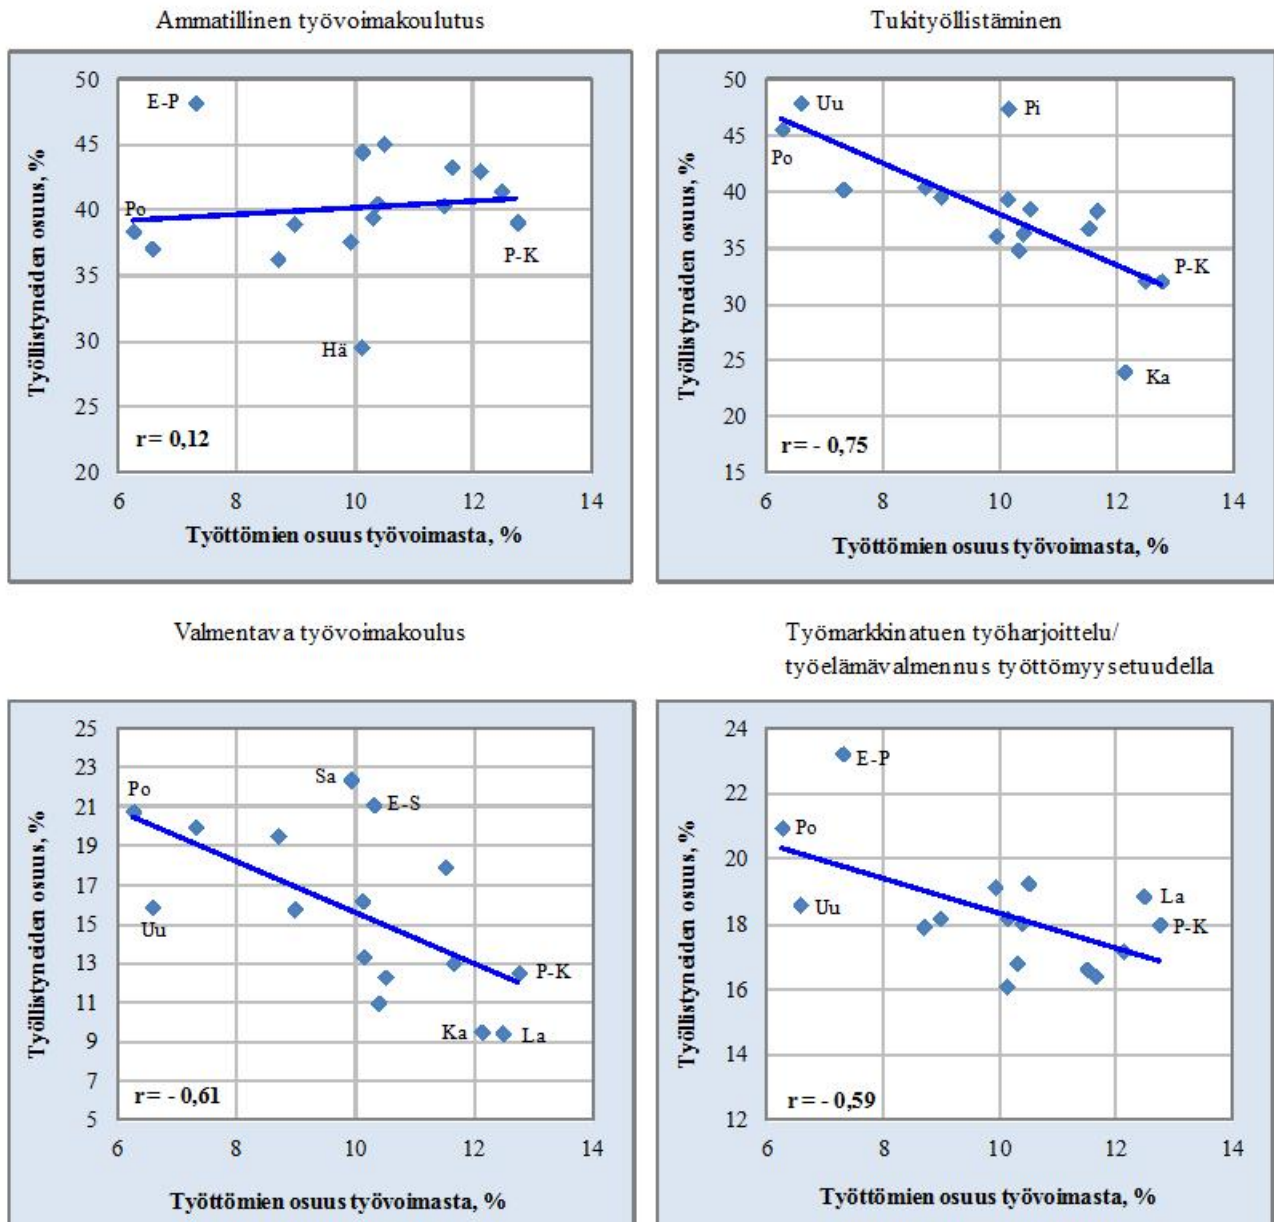 Ammatillinen työvoimakoulutus
Työllistyneiden osuus, %
50
45
40
35
30
25
20
E-P
Po
Hä
P-K
r= 0,12
6 8 10 12 14
Työttömien osuus työvoimasta, %
Tukityöllistäminen
Työllistyneiden osuus, %
50
45
40
35
30
25
20
15
Uu
Pi
Po
P-K
Ka
r= - 0,75
6 8 10 12 14
Työttömien osuus työvoimasta, %
Valmentava työvoimakoulus
Työllistyneiden osuus, %
25
23
21
19
17
15
13
11
9
7
5
Po
Sa
E-S
Uu
P-K
Ka
La
r= - 0,61
6 8 10 12 14
Työttömien osuus työvoimasta, %
Työmarkkinatuen työharjoittelu/
työelämävalmennus työttömyysetuudella
Työllistyneiden osuus, %
24
22
20
18
16
14
12
E-P
Po
Uu
La
P-K
r= - 0,59
6 8 10 12 14
Työttömien osuus työvoimasta, %